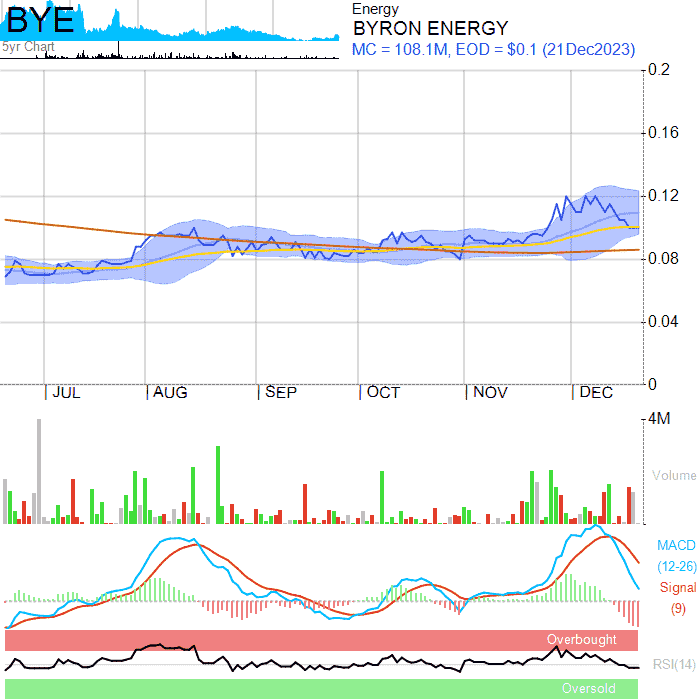 BYE
5yr Chart
Energy
BYRON ENERGY
MC = 108.1M, EOD = $0.1 (21Dec2023)
0.2
0.16
0.12
0.08
0.04
0
JUL AUG SEP OCT NOV DEC
4M
Volume
MACD
(12-26)
Signal
(9)
Overbought
RSI(14)
Oversold